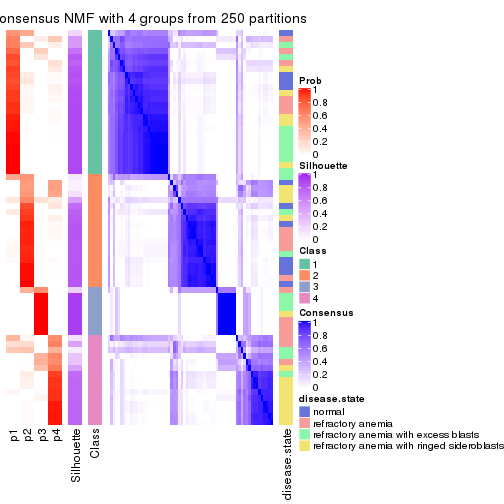 onsensus NMF with 4 groups from 250 partitions
Prob
1
0.8
0.6
0.4
0.2
0
Silhouette
1
0.8
0.6
0.4
0.2
0
Class
1
2
3
4
Consensus
1
0.8
0.6
0.4
0.2
0
disease.state
normal
refractory anemia
refractory anemia with excess blasts
refractory anemia with ringed sideroblasts
p1
p2
p3
p4
Silhouette
Class
disease.state